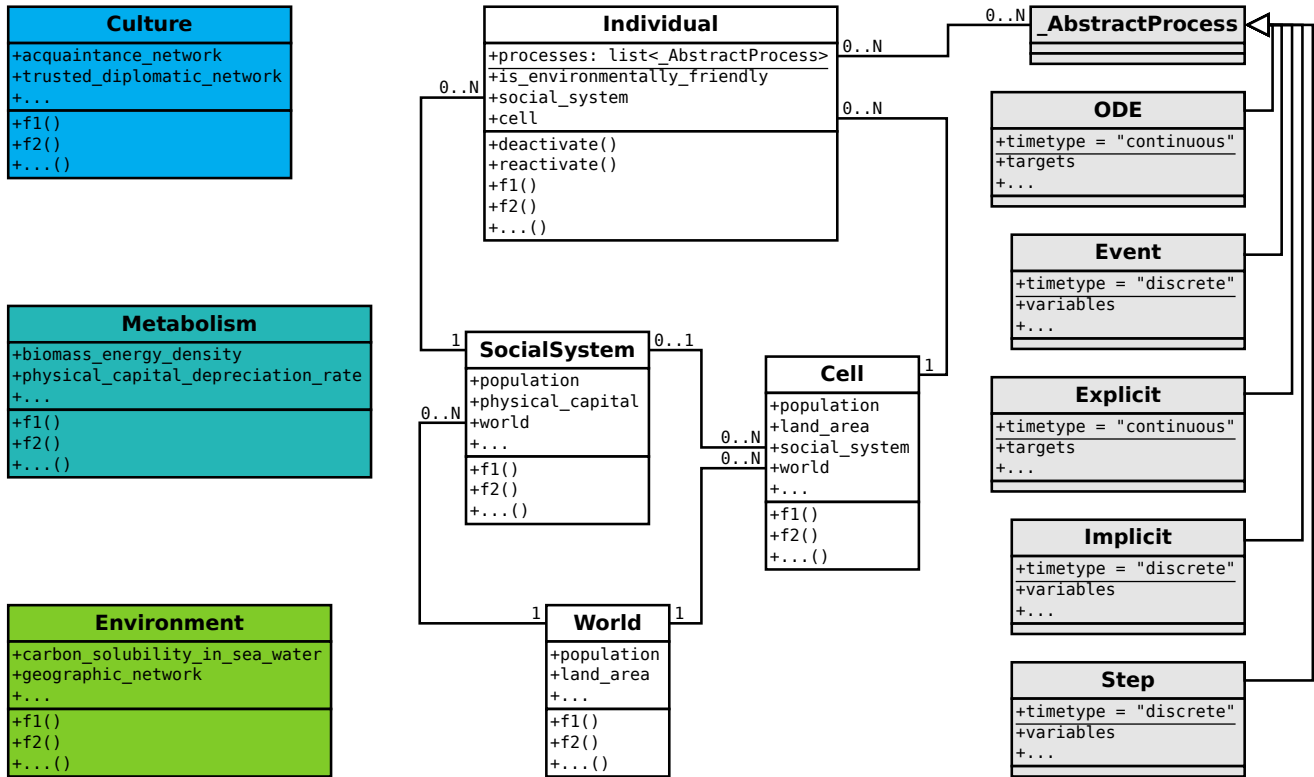 Culture
+acquaintance_network
+trusted_diplomatic_network
+...
+f1()
+f2()
+...()
Individual
+processes: list<_AbstractProcess>
+is_environmentally_friendly
+social_system
+cell
+deactivate()
+reactivate()
+f1()
+f2()
+...()
0..N
0..N
0..N
0..N
_AbstractProcess
ODE
+timetype = "continuous"
+targets
+...
Event
+timetype = "discrete"
+variables
+...
Metabolism
+biomass_energy_density
+physical_capital_depreciation_rate
+...
+f1()
+f2()
+...()
1
SocialSystem
+population
+physical_capital
+world
+...
+f1()
+f2()
+...()
0..1
0..N
0..N
0..N
1
Cell
+population
+land_area
+social_system
+world
+...
+f1()
+f2()
+...()
Explicit
+timetype = "continuous"
+targets
+...
Implicit
+timetype = "discrete"
+variables
+...
Environment
+carbon_solubility_in_sea_water
+geographic_network
+...
+f1()
+f2()
+...()
1
World
+population
+land_area
+...
+f1()
+f2()
+...()
1
Step
+timetype = "discrete"
+variables
+...